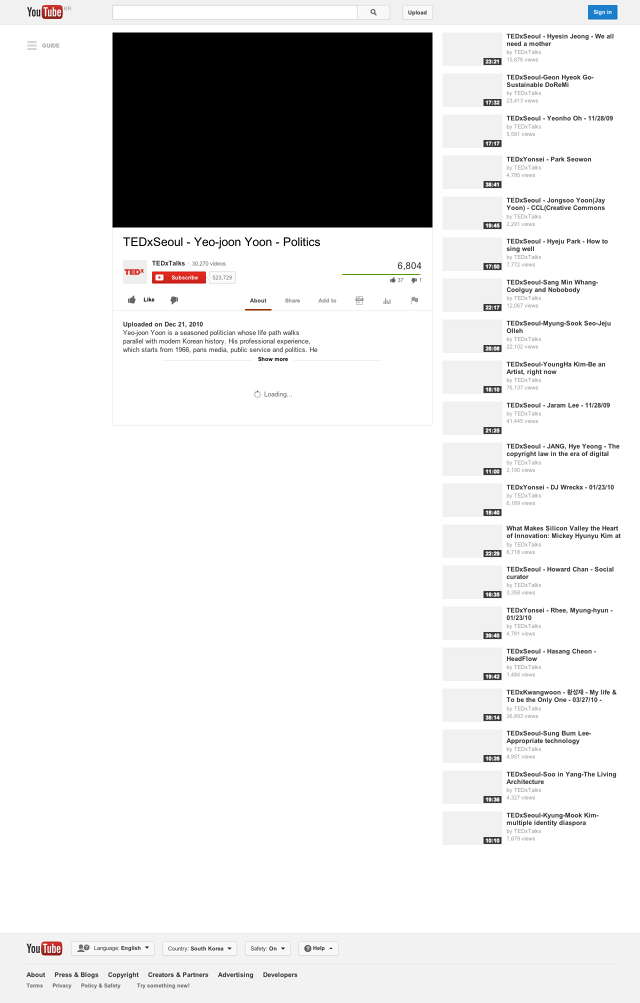 YouTube KR
Upload
Sign in
GUIDE
TEDxSeoul - Yeo-joon Yoon - Politics
TEDx
TEDxTalks · 30,270 videos
Subscribe 523,729
6,804
37 1
Like
About Share Add to
Uploaded on Dec 21, 2010
Yeo-joon Yoon is a seasoned politician whose life path walks
parallel with modern Korean history. His professional experience,
which starts from 1966, pans media, public service and politics. He
Show more
Loading...
23:21
TEDxSeoul - Hyesin Jeong - We all
need a mother
by TEDxTalks
15,876 views
17:32
TEDxSeoul-Geon Hyeok Go-
Sustainable DoReMi
by TEDxTalks
23,413 views
17:17
TEDxSeoul - Yeonho Oh - 11/28/09
by TEDxTalks
5,581 views
38:41
TEDxYonsei - Park Seowon
by TEDxTalks
4,785 views
19:45
TEDxSeoul - Jongsoo Yoon(Jay
Yoon) - CCL(Creative Commons
by TEDxTalks
2,291 views
17:50
TEDxSeoul - Hyeju Park - How to
sing well
by TEDxTalks
7,772 views
22:17
TEDxSeoul-Sang Min Whang-
Coolguy and Nobobody
by TEDxTalks
12,067 views
28:08
TEDxSeoul-Myung-Sook Seo-Jeju
Olleh
by TEDxTalks
22,102 views
18:10
TEDxSeoul-YoungHa Kim-Be an
Artist, right now
by TEDxTalks
76,137 views
21:25
TEDxSeoul - Jaram Lee - 11/28/09
by TEDxTalks
41,445 views
11:00
TEDxSeoul - JANG, Hye Yeong - The
copyright law in the era of digital
by TEDxTalks
2,190 views
18:40
TEDxYonsei - DJ Wreckx - 01/23/10
by TEDxTalks
6,189 views
22:29
What Makes Silicon Valley the Heart
of Innovation: Mickey Hyunyu Kim at
by TEDxTalks
6,718 views
16:35
TEDxSeoul - Howard Chan - Social
curator
by TEDxTalks
3,358 views
39:40
TEDxYonsei - Rhee, Myung-hyun -
01/23/10
by TEDxTalks
4,781 views
19:42
TEDxSeoul - Hasang Cheon -
HeadFlow
by TEDxTalks
1,484 views
38:14
TEDxKwangwoon - 황성재 - My life &
To be the Only One - 03/27/10 -
by TEDxTalks
26,893 views
10:26
TEDxSeoul-Sung Bum Lee-
Appropriate technology
by TEDxTalks
4,951 views
19:36
TEDxSeoul-Soo in Yang-The Living
Architecture
by TEDxTalks
4,327 views
10:10
TEDxSeoul-Kyung-Mook Kim-
multiple identity diaspora
by TEDxTalks
7,679 views
YouTube
Language: English
Country: South Korea
Safety: On
Help
About Press & Blogs Copyright Creators & Partners Advertising Developers
Terms Privacy Policy & Safety Try something new!